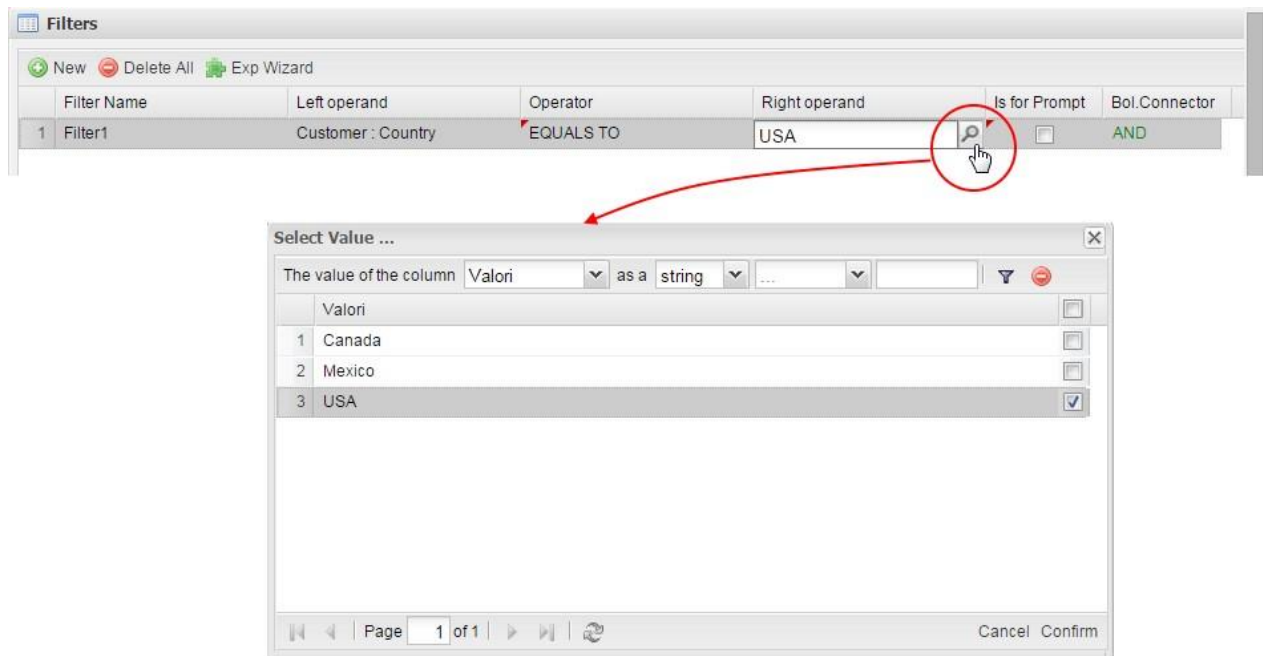 Filters
New Delete All Exp Wizard
Filter Name Left operand Operator Right operand Is for Prompt Bol.Connector
1 Filter1 Customer : Country EQUALS TO USA AND
Select Value ...
The value of the column Valori as a string ...
Valori
1 Canada
2 Mexico
3 USA
Page 1 of 1 Cancel Confirm